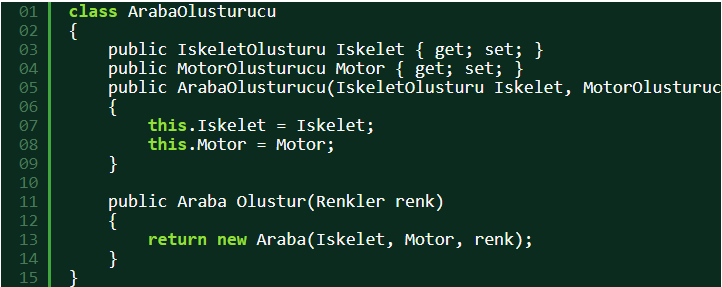 01 class ArabaOlusturucu
02 {
03 public IskeletOlusturu Iskelet { get; set; }
04 public MotorOlusturucu Motor { get; set; }
05 public ArabaOlusturucu(IskeletOlusturu Iskelet, MotorOlusturuc
06 {
07 this.Iskelet = Iskelet;
08 this.Motor = Motor;
09 }
10
11 public Araba Olustur(Renkler renk)
12 {
13 return new Araba(Iskelet, Motor, renk);
14 }
15 }